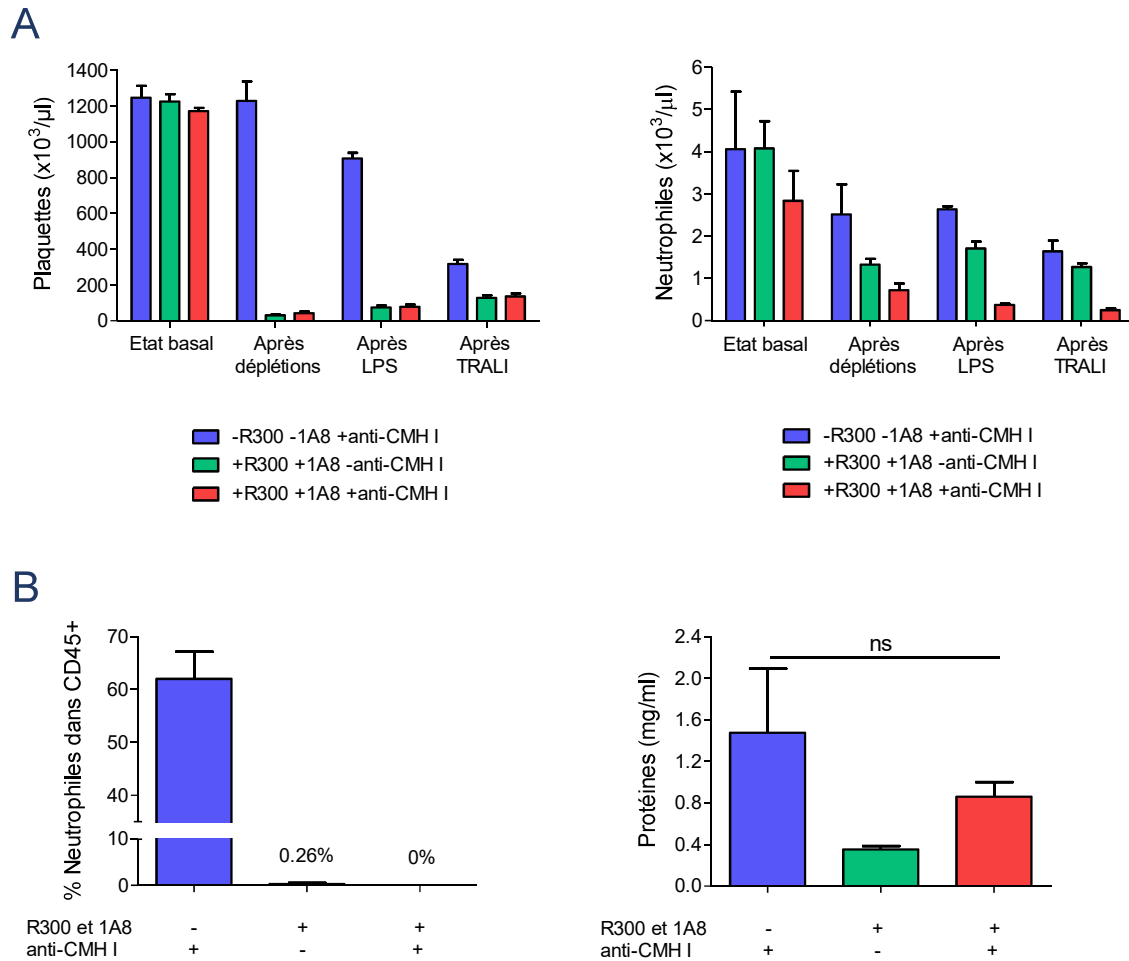 A
Plaquettes (x10³/µl)
1400
1200
1000
800
600
400
200
0
Etat basal
Après déplétions
Après LPS
Après TRALI
-R300 -1A8 +anti-CMH I
+R300 +1A8 -anti-CMH I
+R300 +1A8 +anti-CMH I
Neutrophiles (x10³/µl)
6
5
4
3
2
1
0
Etat basal
Après déplétions
Après LPS
Après TRALI
-R300 -1A8 +anti-CMH I
+R300 +1A8 -anti-CMH I
+R300 +1A8 +anti-CMH I
B
% Neutrophiles dans CD45+
70
60
50
40
10
0
0.26%
0%
R300 et 1A8 - + +
anti-CMH I + - +
Protéines (mg/ml)
2.4
2.0
1.6
1.2
0.8
0.4
0.0
ns
R300 et 1A8 - + +
anti-CMH I + - +